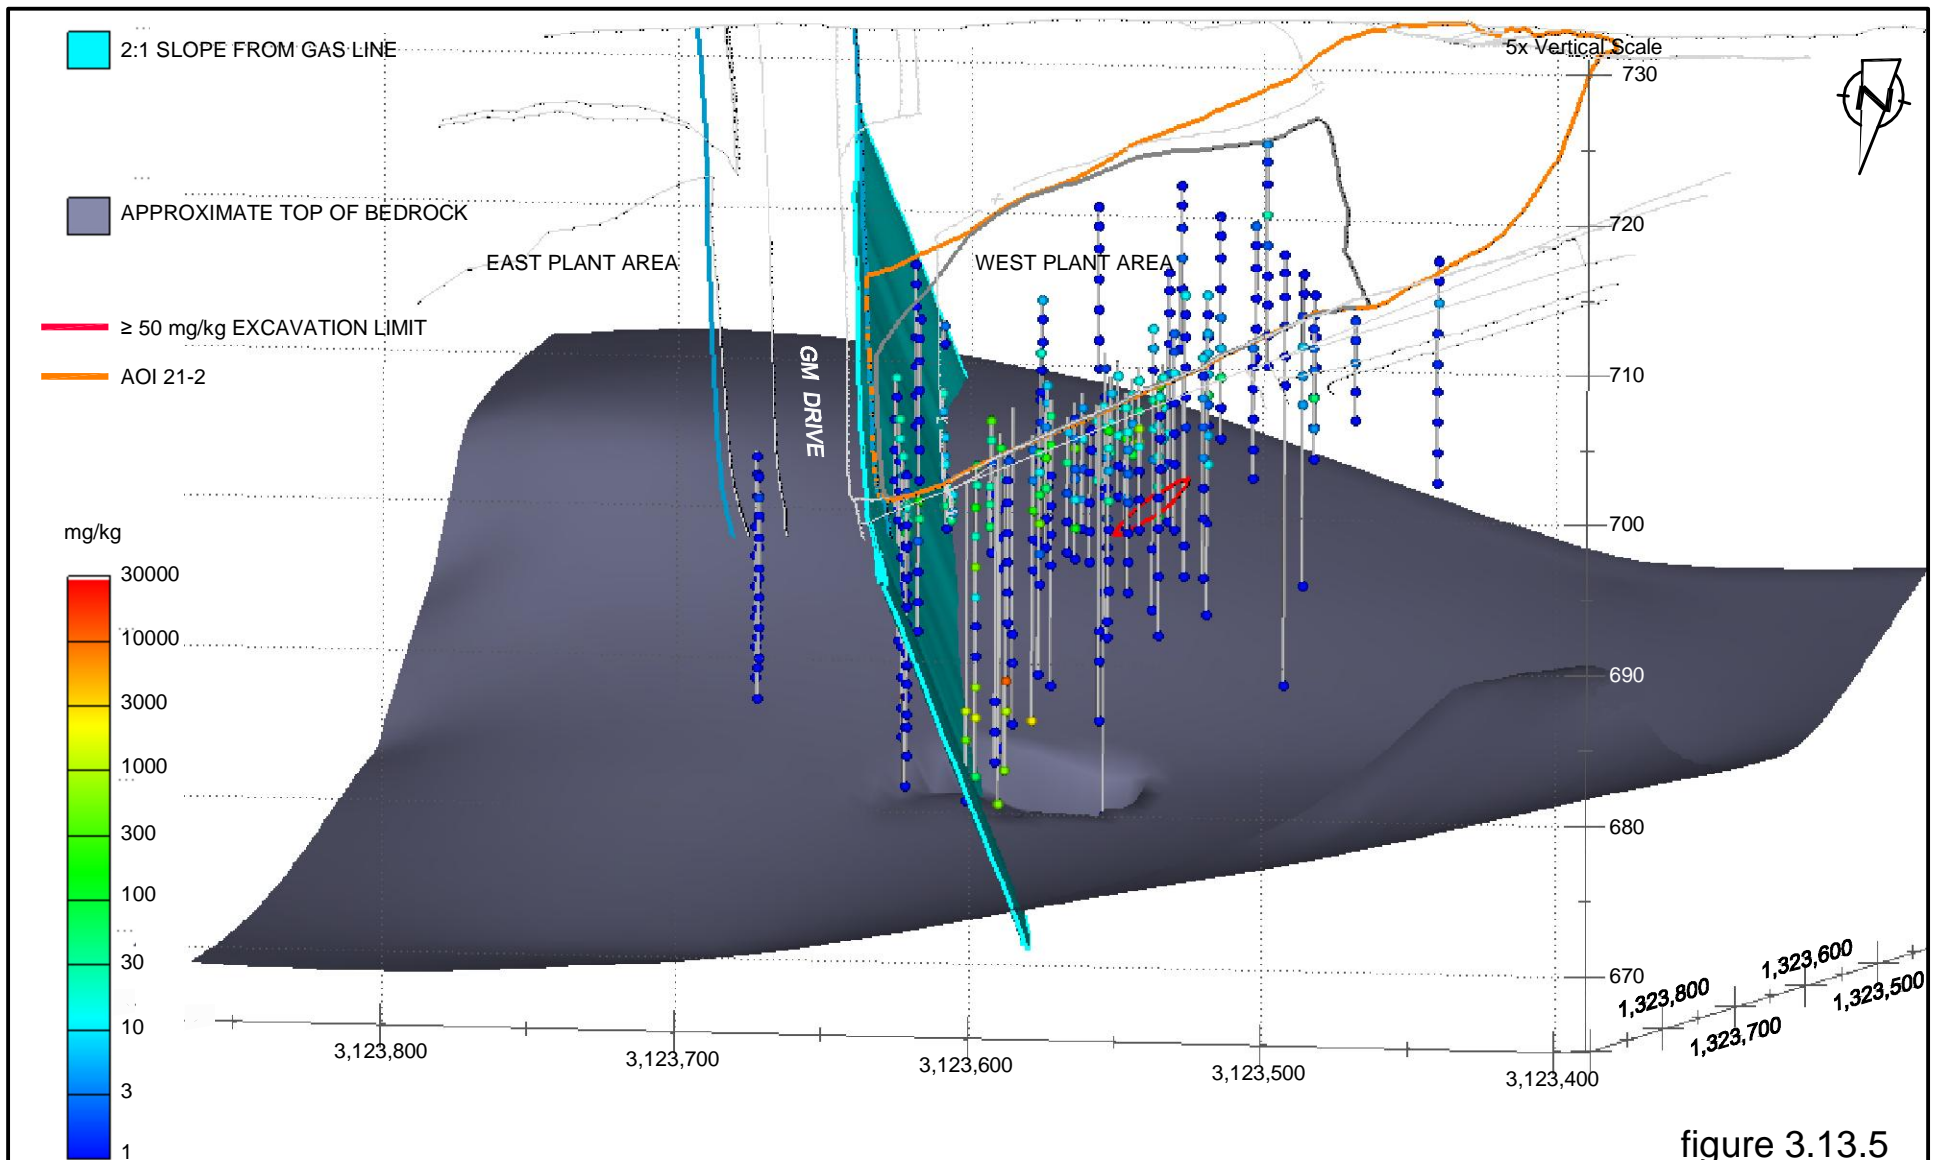 2:1 SLOPE FROM GAS LINE
5x Vertical Scale
730
N
APPROXIMATE TOP OF BEDROCK
720
EAST PLANT AREA
WEST PLANT AREA
≥ 50 mg/kg EXCAVATION LIMIT
AOI 21-2
GM DRIVE
710
700
690
680
670
mg/kg
30000
10000
3000
1000
300
100
30
10
3
1
3,123,800
3,123,700
3,123,600
3,123,500
3,123,400
1,323,800
1,323,700
1,323,600
1,323,500
figure 3.13.5